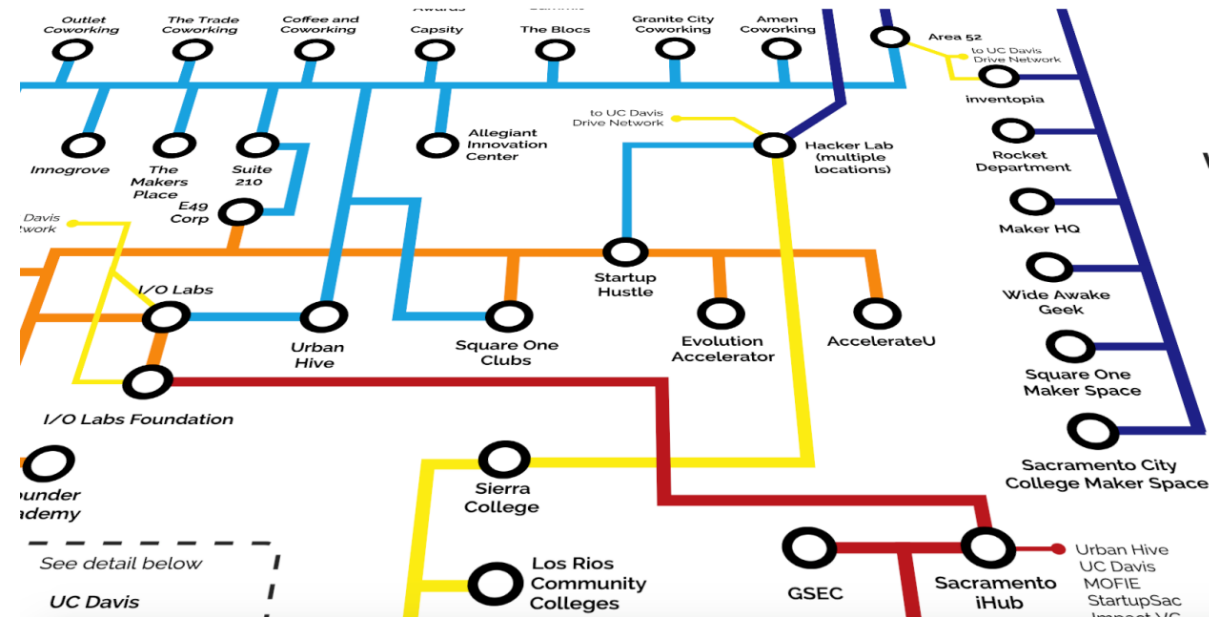 Outlet
Coworking
The Trade
Coworking
Coffee and
Coworking
Capsity
The Blocs
Granite City
Coworking
Amen
Coworking
Area 52
to UC Davis
Drive Network
inventopia
to UC Davis
Drive Network
Innogrove
The
Makers
Place
Suite
210
Allegiant
Innovation
Center
Hacker Lab
(multiple
locations)
Rocket
Department
E49
Corp
Davis
Maker HQ
Startup
Hustle
I/O Labs
Wide Awake
Geek
Urban
Hive
Square One
Clubs
Evolution
Accelerator
AccelerateU
Square One
Maker Space
I/O Labs Foundation
Sierra
College
Sacramento City
College Maker Space
ounder
ademy
See detail below
UC Davis
Los Rios
Community
Colleges
GSEC
Sacramento
iHub
Urban Hive
UC Davis
MOFIE
StartupSac